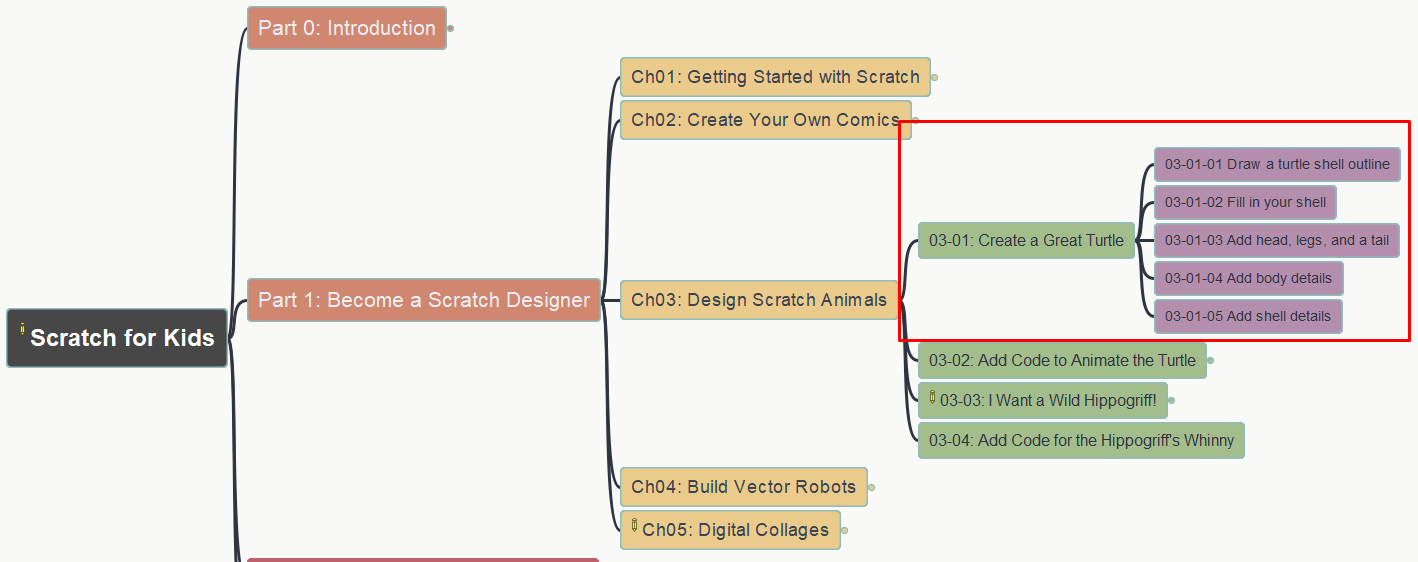 Part 0: Introduction
Ch01: Getting Started with Scratch
Ch02: Create Your Own Comics
03-01-01 Draw a turtle shell outline
03-01-02 Fill in your shell
03-01: Create a Great Turtle
03-01-03 Add head, legs, and a tail
03-01-04 Add body details
Part 1: Become a Scratch Designer
Ch03: Design Scratch Animals
03-01-05 Add shell details
Scratch for Kids
03-02: Add Code to Animate the Turtle
03-03: I Want a Wild Hippogriff!
03-04: Add Code for the Hippogriff's Whinny
Ch04: Build Vector Robots
Ch05: Digital Collages